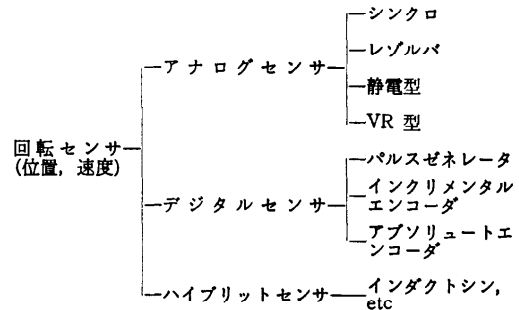 シンクロ
アナログセンサ
レゾルバ
静電型
VR 型
回転センサ
(位置, 速度)
パルスゼネレータ
デジタルセンサ
インクリメンタル
エンコーダ
アブソリュートエ
ンコーダ
ハイブリットセンサ
インダクトシン,
etc